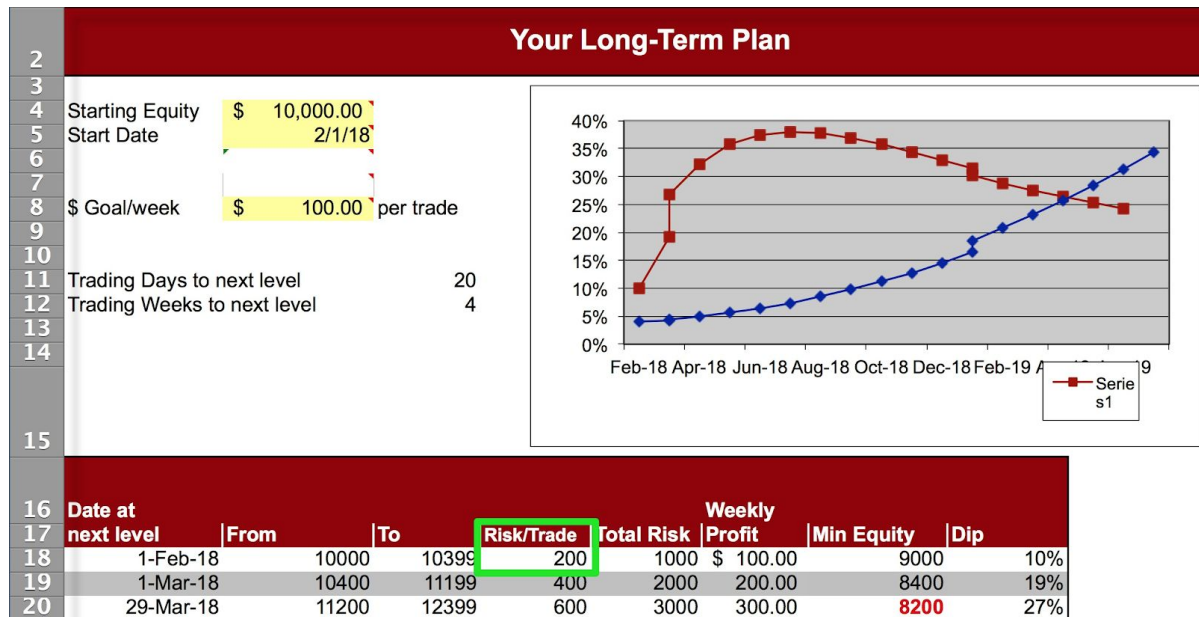 2 Your Long-Term Plan
3
4 Starting Equity $ 10,000.00
5 Start Date 2/1/18
6
7
8 $ Goal/week $ 100.00 per trade
9
10
11 Trading Days to next level 20
12 Trading Weeks to next level 4
13
14
15
40%
35%
30%
25%
20%
15%
10%
5%
0%
Feb-18 Apr-18 Jun-18 Aug-18 Oct-18 Dec-18 Feb-19
Serie
s1
16 Date at Weekly
17 next level From To Risk/Trade Total Risk Profit Min Equity Dip
18 1-Feb-18 10000 10399 200 1000 $ 100.00 9000 10%
19 1-Mar-18 10400 11199 400 2000 200.00 8400 19%
20 29-Mar-18 11200 12399 600 3000 300.00 8200 27%